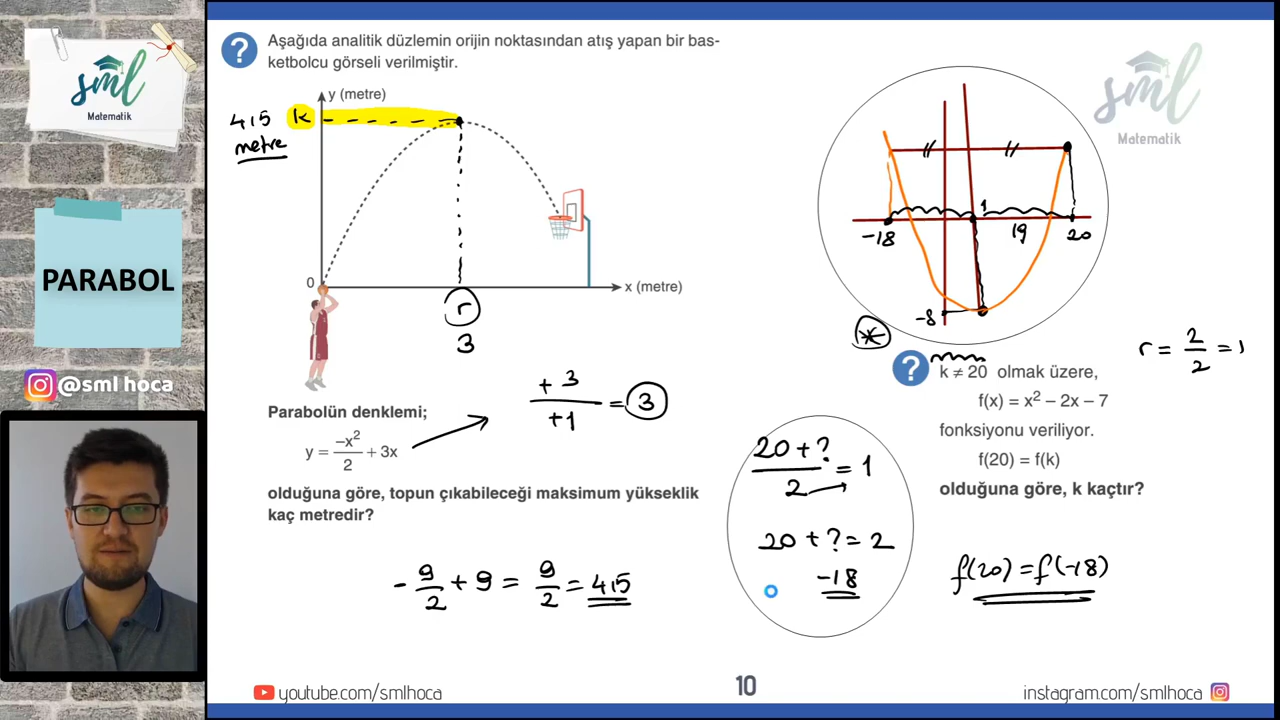 sml
Matematik
PARABOL
@sml hoca
? Aşağıda analitik düzlemin orijin noktasından atış yapan bir bas-
ketbolcu görseli verilmiştir.
y (metre)
4,5
metre
k
0
x (metre)
r
3
+3
+1
= 3
Parabolün denklemi;
y = -x²/2 + 3x
olduğuna göre, topun çıkabileceği maksimum yükseklik
kaç metredir?
- 9/2 + 9 = 9/2 = 4,5
sml
Matematik
1
-18
19
20
-8
*
r = 2/2 = 1
? k ≠ 20 olmak üzere,
f(x) = x² – 2x – 7
fonksiyonu veriliyor.
f(20) = f(k)
olduğuna göre, k kaçtır?
20 + ?
2
= 1
20 + ? = 2
-18
f(20) = f(-18)
youtube.com/smlhoca
10
instagram.com/smlhoca